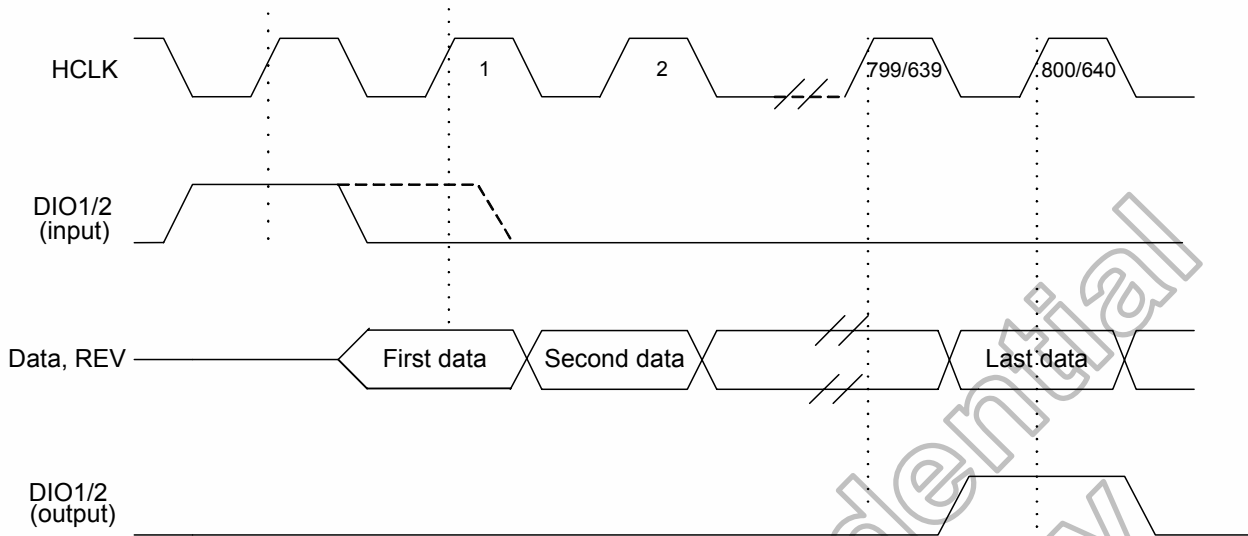 HCLK
1
2
799/639
800/640
DIO1/2
(input)
Data, REV
First data
Second data
Last data
DIO1/2
(output)
dential
y